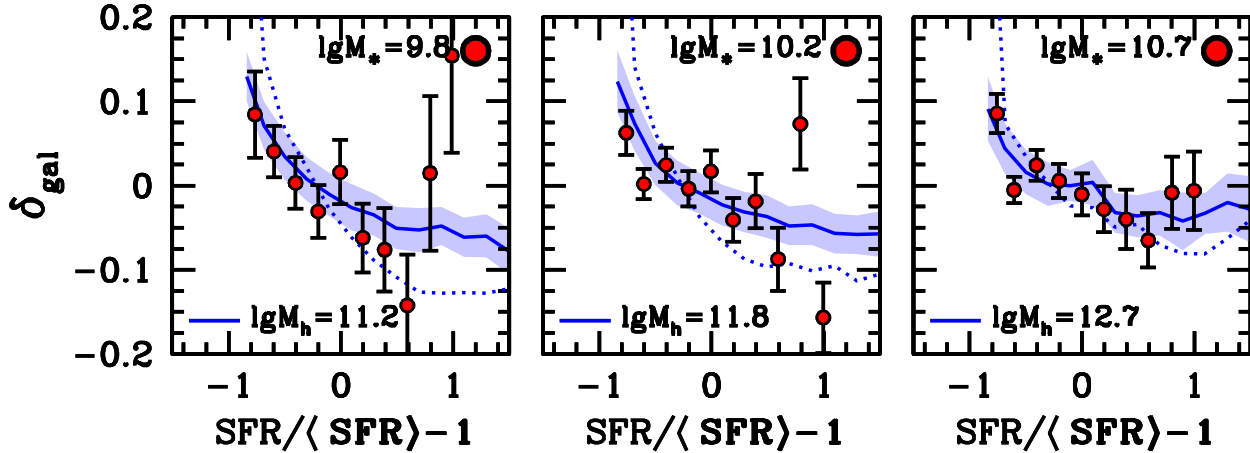 0.2
0.1
0
−0.1
−0.2
δgal
lgM*=9.8
lgMh=11.2
−1 0 1
SFR/⟨SFR⟩−1
lgM*=10.2
lgMh=11.8
−1 0 1
SFR/⟨SFR⟩−1
lgM*=10.7
lgMh=12.7
−1 0 1
SFR/⟨SFR⟩−1